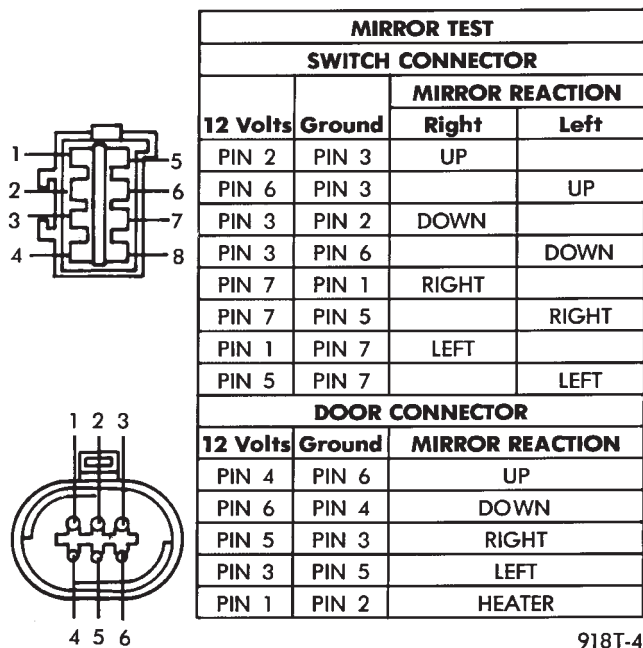 MIRROR TEST
SWITCH CONNECTOR
MIRROR REACTION
12 Volts Ground Right Left
PIN 2 PIN 3 UP
PIN 6 PIN 3 UP
PIN 3 PIN 2 DOWN
PIN 3 PIN 6 DOWN
PIN 7 PIN 1 RIGHT
PIN 7 PIN 5 RIGHT
PIN 1 PIN 7 LEFT
PIN 5 PIN 7 LEFT
DOOR CONNECTOR
12 Volts Ground MIRROR REACTION
PIN 4 PIN 6 UP
PIN 6 PIN 4 DOWN
PIN 5 PIN 3 RIGHT
PIN 3 PIN 5 LEFT
PIN 1 PIN 2 HEATER
1 5
2 6
3 7
4 8
1 2 3
4 5 6
918T-4